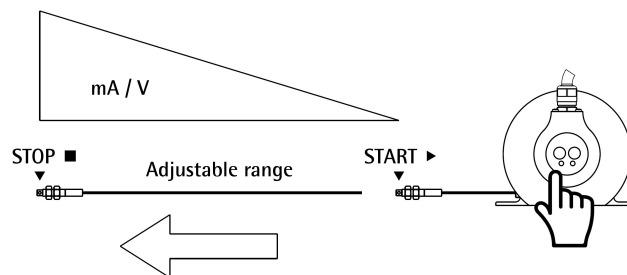 mA / V
STOP ■
START ►
Adjustable range